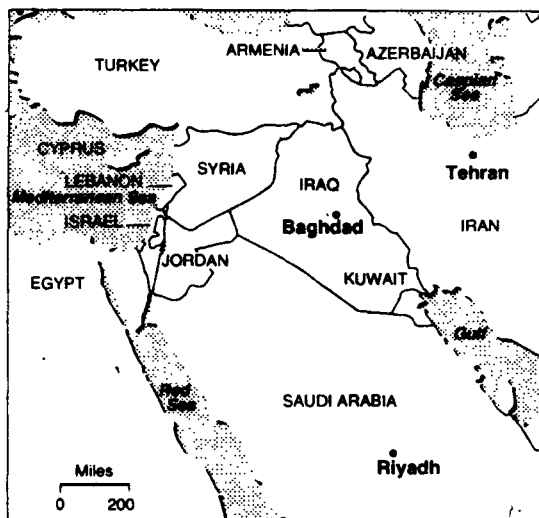 ARMENIA
AZERBAIJAN
TURKEY
Caspian
Sea
CYPRUS
Tehran
SYRIA
LEBANON
IRAQ
Mediterranean Sea
Baghdad
ISRAEL
IRAN
JORDAN
EGYPT
KUWAIT
Gulf
Red
Sea
SAUDI ARABIA
Miles
0 200
Riyadh